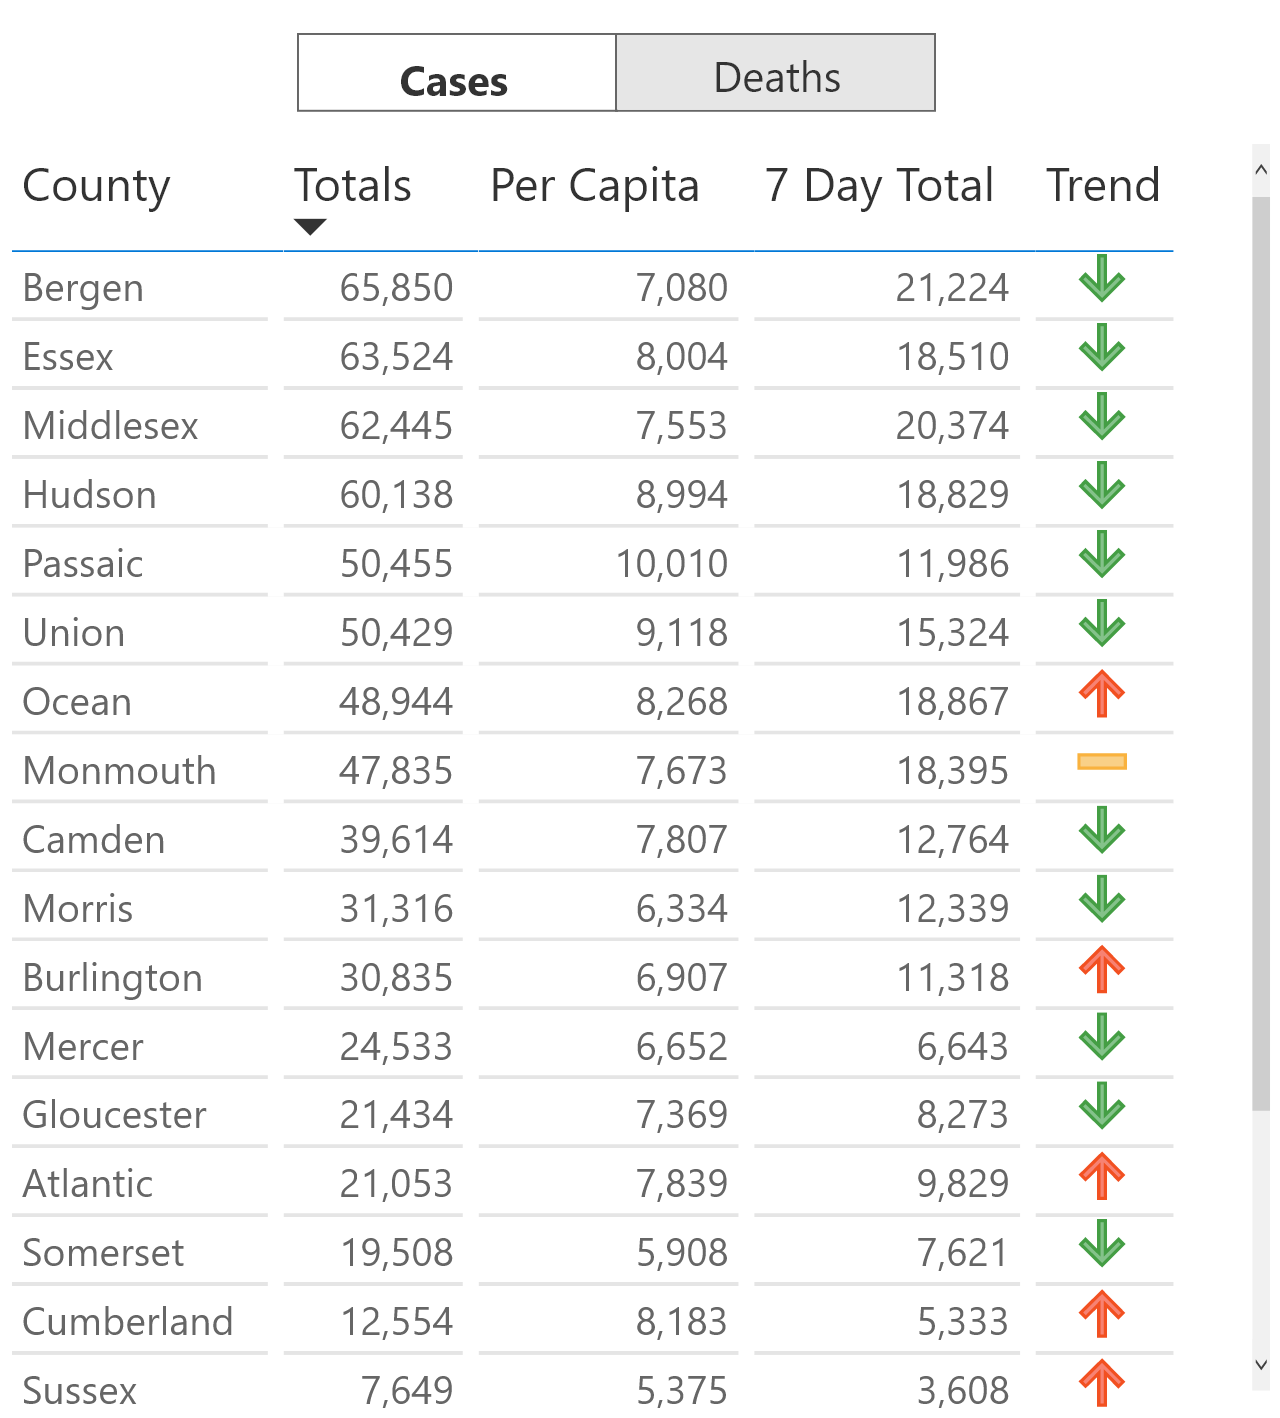 Cases Deaths
County Totals Per Capita 7 Day Total Trend
Bergen 65,850 7,080 21,224
Essex 63,524 8,004 18,510
Middlesex 62,445 7,553 20,374
Hudson 60,138 8,994 18,829
Passaic 50,455 10,010 11,986
Union 50,429 9,118 15,324
Ocean 48,944 8,268 18,867
Monmouth 47,835 7,673 18,395
Camden 39,614 7,807 12,764
Morris 31,316 6,334 12,339
Burlington 30,835 6,907 11,318
Mercer 24,533 6,652 6,643
Gloucester 21,434 7,369 8,273
Atlantic 21,053 7,839 9,829
Somerset 19,508 5,908 7,621
Cumberland 12,554 8,183 5,333
Sussex 7,649 5,375 3,608